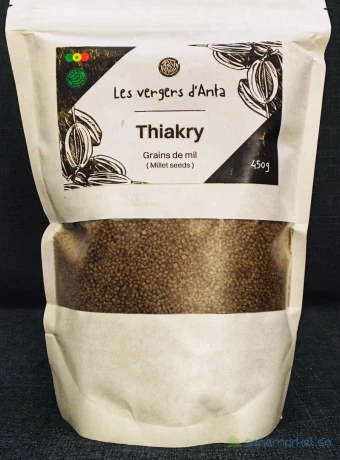 Les vergers d'Anta
Thiakry
Grains de mil
( Millet seeds )
450g